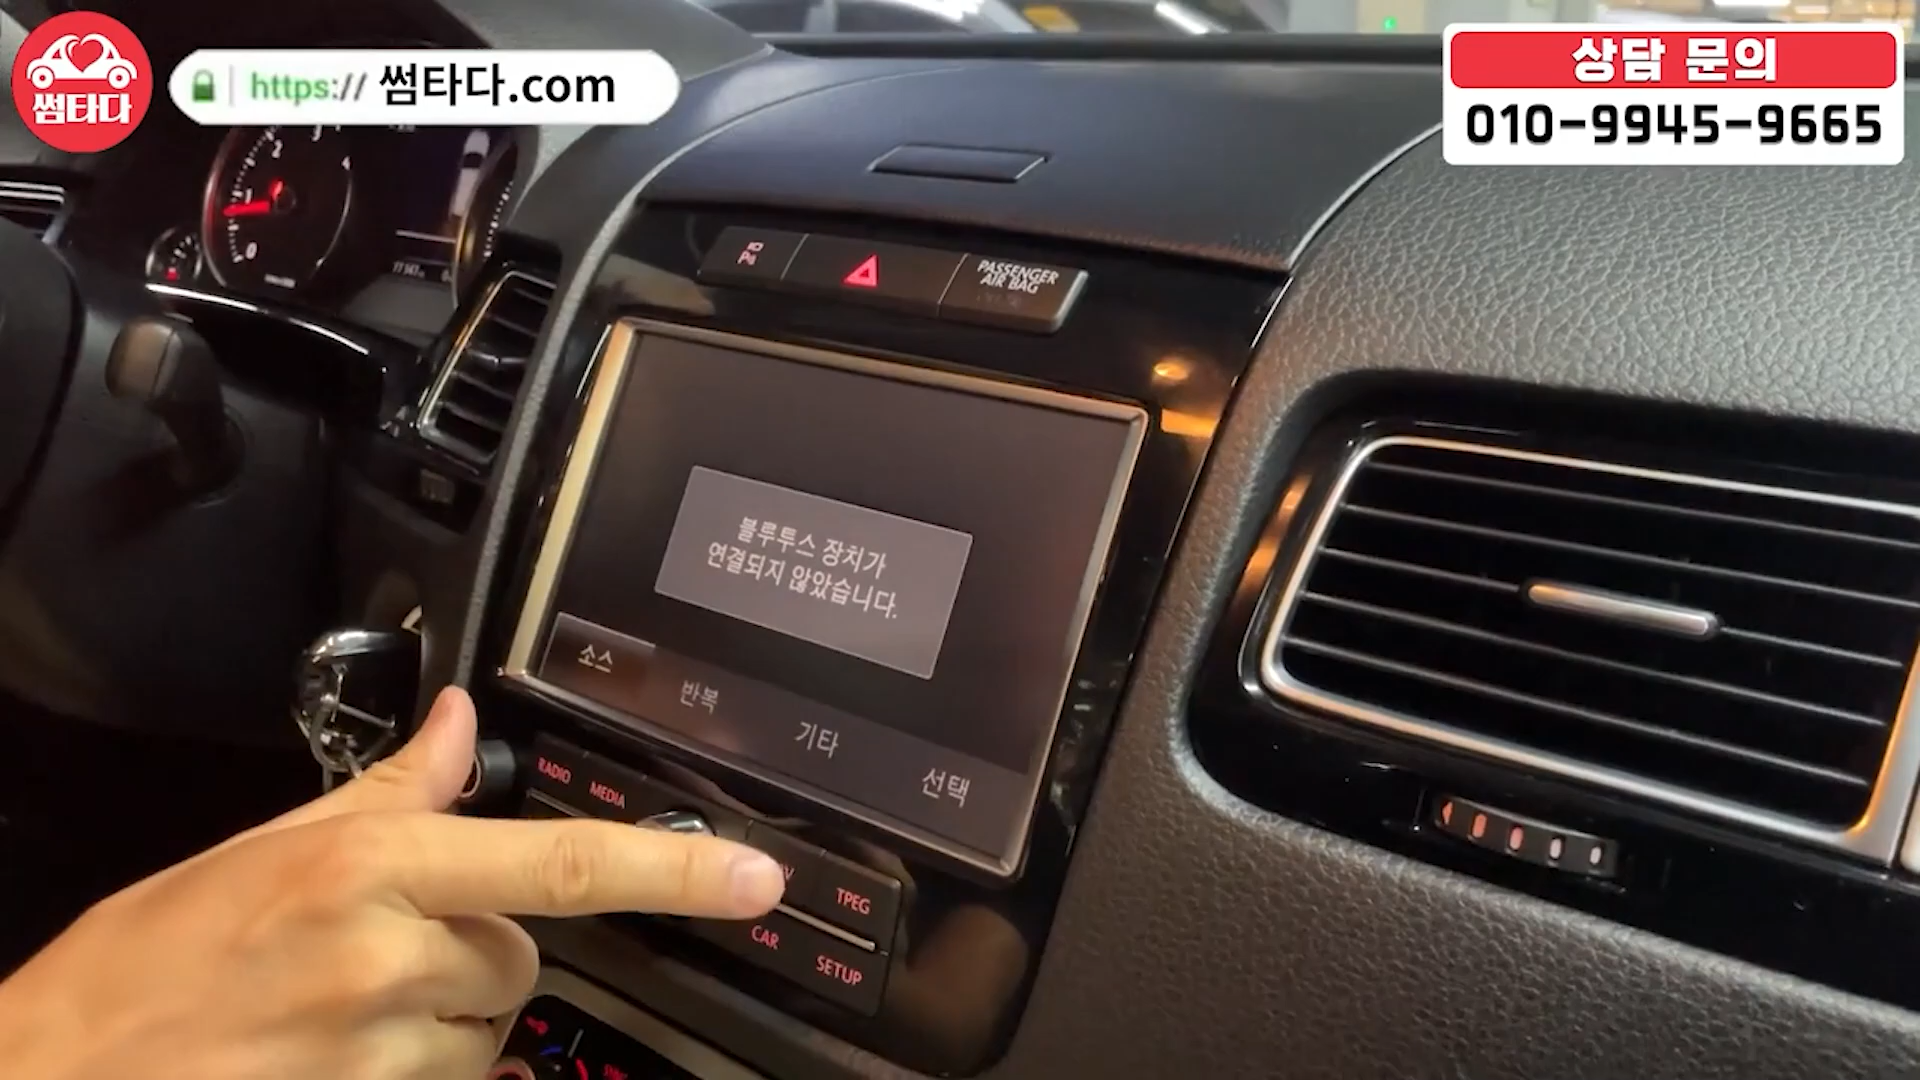 썸타다
https:// 썸타다.com
상담 문의
010-9945-9665
PASSENGER
AIR BAG
블루투스 장치가
연결되지 않았습니다.
소스
반복
기타
선택
RADIO
MEDIA
TPEG
CAR
SETUP